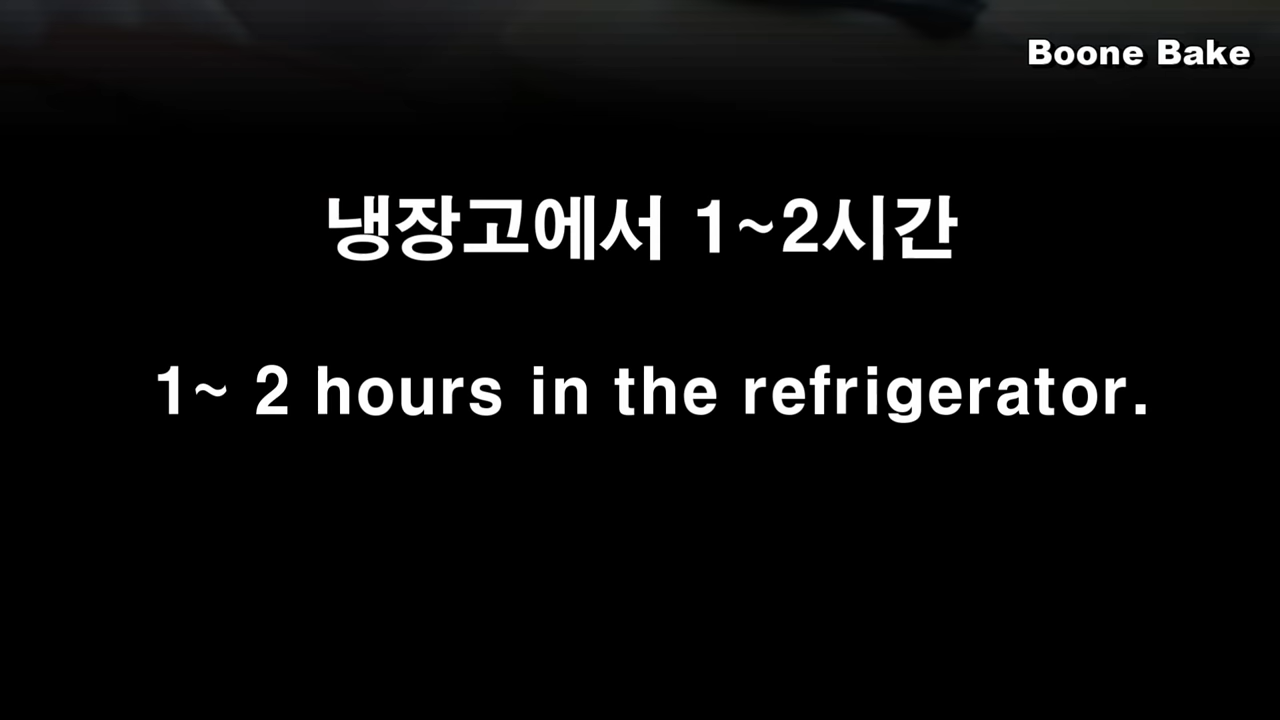 Boone Bake
냉장고에서 1~2시간
1~ 2 hours in the refrigerator.